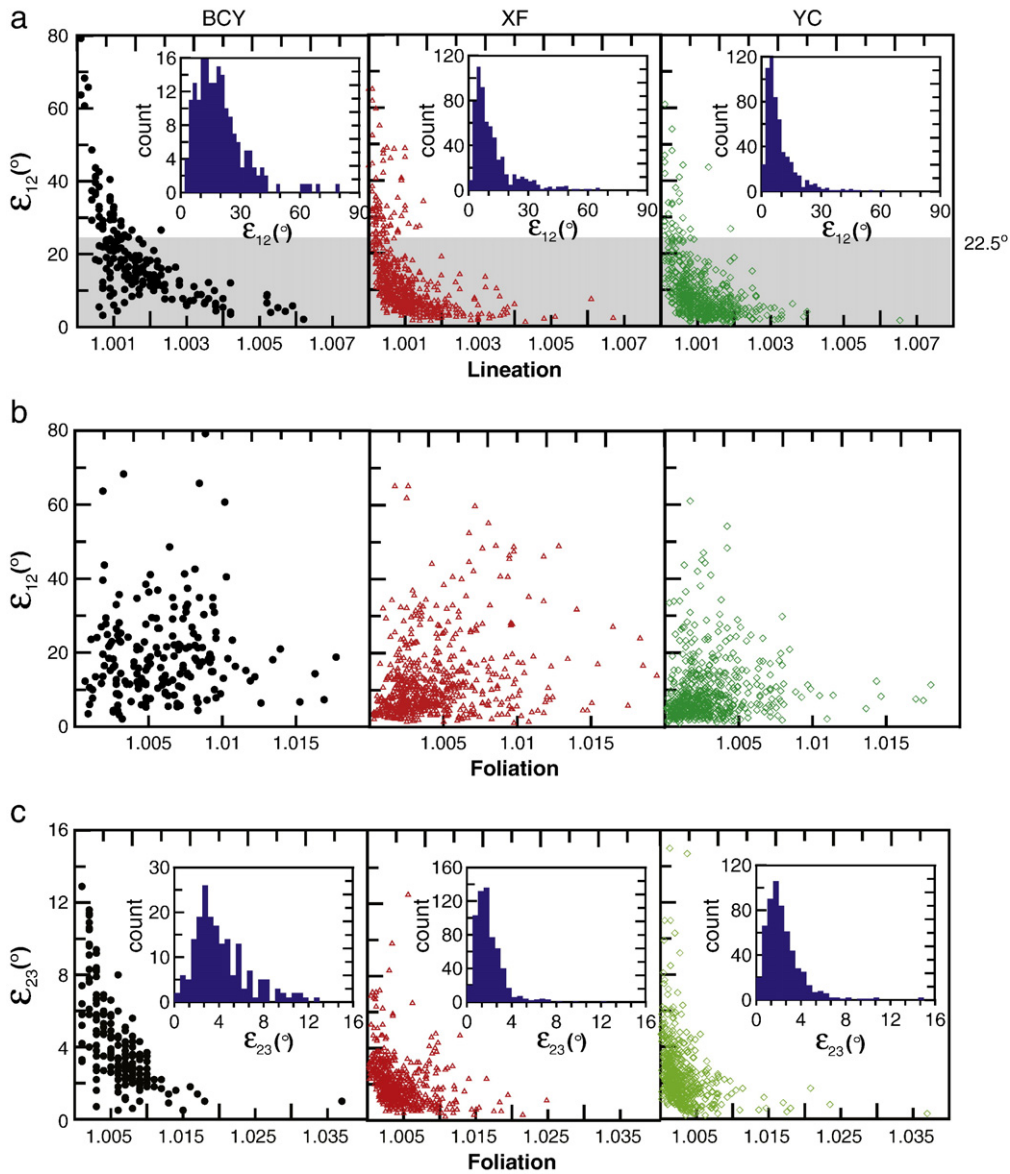 a
BCY XF YC
80 60 40 20 0
ε12(º)
16 12 8 4 0
count
0 30 60 90
ε12(º)
120 80 40 0
count
0 30 60 90
ε12(º)
120 80 40 0
count
0 30 60 90
ε12(º)
22.5º
1.001 1.003 1.005 1.007 1.001 1.003 1.005 1.007 1.001 1.003 1.005 1.007
Lineation
b
80 60 40 20 0
ε12(º)
1.005 1.01 1.015 1.005 1.01 1.015 1.005 1.01 1.015
Foliation
c
16 12 8 4 0
ε23(º)
30 20 10 0
count
0 4 8 12 16
ε23(º)
160 120 80 40 0
count
0 4 8 12 16
ε23(º)
120 80 40 0
count
0 4 8 12 16
ε23(º)
1.005 1.015 1.025 1.035 1.005 1.015 1.025 1.035 1.005 1.015 1.025 1.035
Foliation